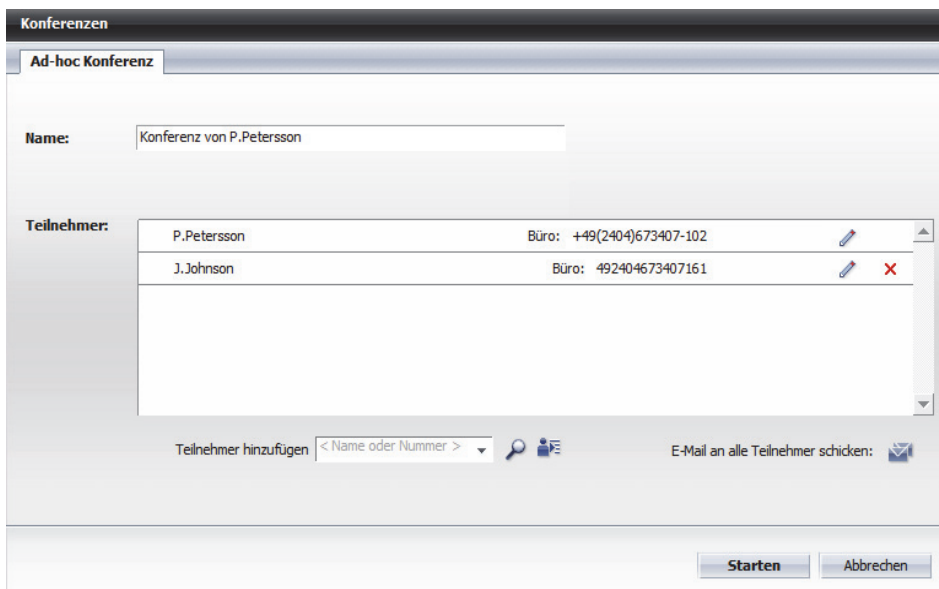 Konferenzen
Ad-hoc Konferenz
Name: Konferenz von P.Petersson
Teilnehmer:
P.Petersson Büro: +49(2404)673407-102
J.Johnson Büro: 492404673407161
Teilnehmer hinzufügen < Name oder Nummer > E-Mail an alle Teilnehmer schicken:
Starten Abbrechen